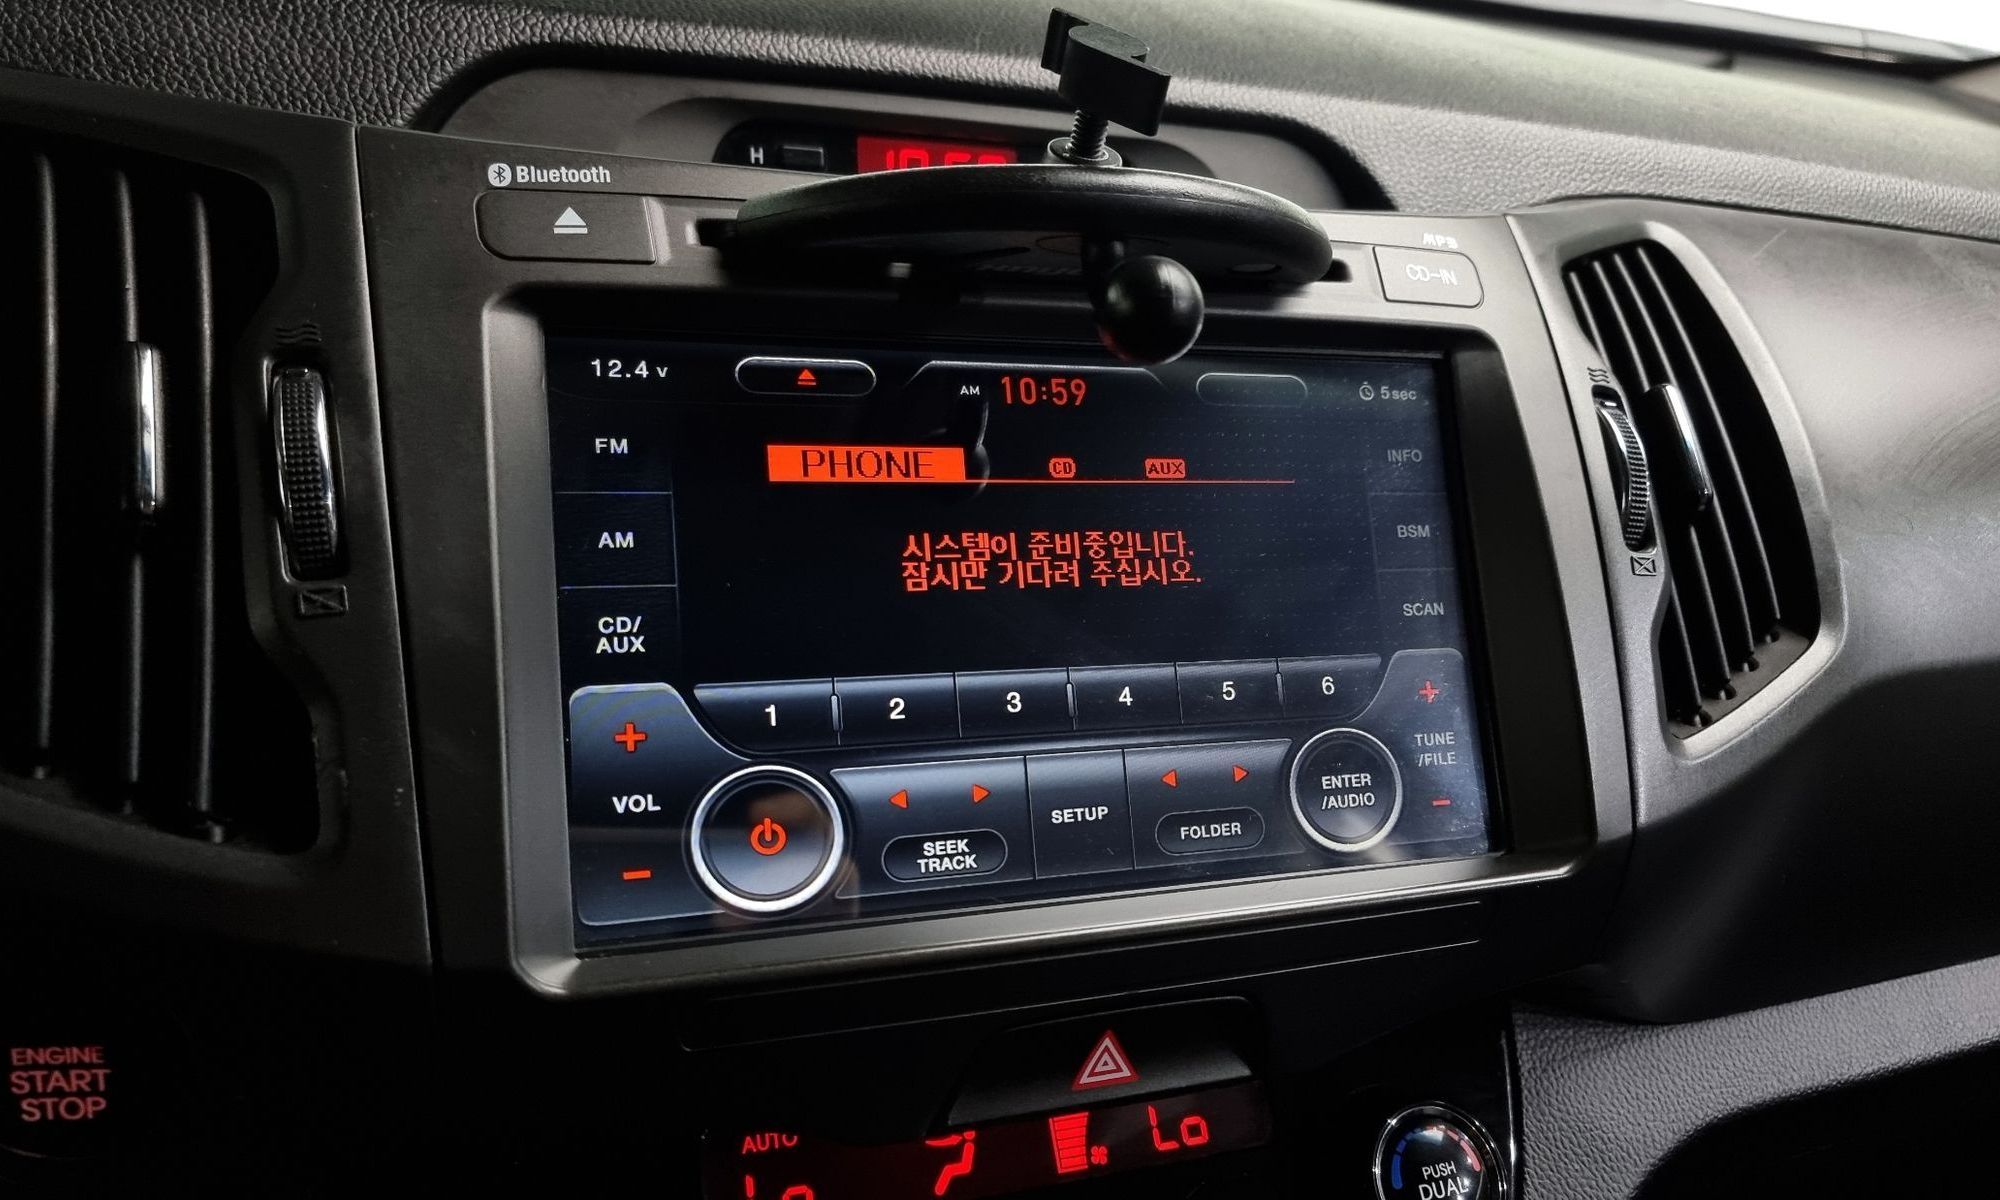 H
Bluetooth
MP3
CD-IN
12.4 v
AM 10:59
5sec
FM
PHONE
CD
AUX
INFO
AM
시스템이 준비중입니다.
잠시만 기다려 주십시오.
BSM
CD/
AUX
SCAN
1 2 3 4 5 6
+
VOL
-
SEEK
TRACK
SETUP
FOLDER
ENTER
/AUDIO
+
TUNE
/FILE
-
ENGINE
START
STOP
AUTO
Lo
Lo
PUSH
DUAL